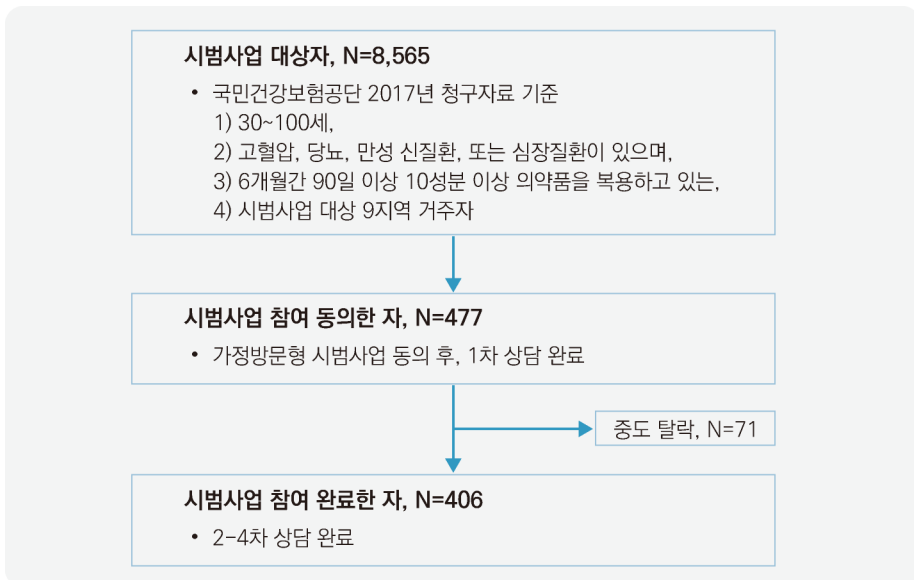 시범사업 대상자, N=8,565
• 국민건강보험공단 2017년 청구자료 기준
1) 30~100세,
2) 고혈압, 당뇨, 만성 신질환, 또는 심장질환이 있으며,
3) 6개월간 90일 이상 10성분 이상 의약품을 복용하고 있는,
4) 시범사업 대상 9지역 거주자
시범사업 참여 동의한 자, N=477
• 가정방문형 시범사업 동의 후, 1차 상담 완료
중도 탈락, N=71
시범사업 참여 완료한 자, N=406
• 2-4차 상담 완료